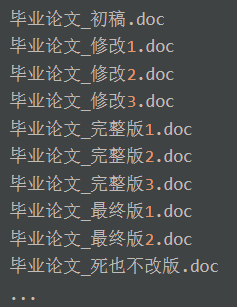 毕业论文_初稿.doc
毕业论文_修改1.doc
毕业论文_修改2.doc
毕业论文_修改3.doc
毕业论文_完整版1.doc
毕业论文_完整版2.doc
毕业论文_完整版3.doc
毕业论文_最终版1.doc
毕业论文_最终版2.doc
毕业论文_死也不改版.doc
...